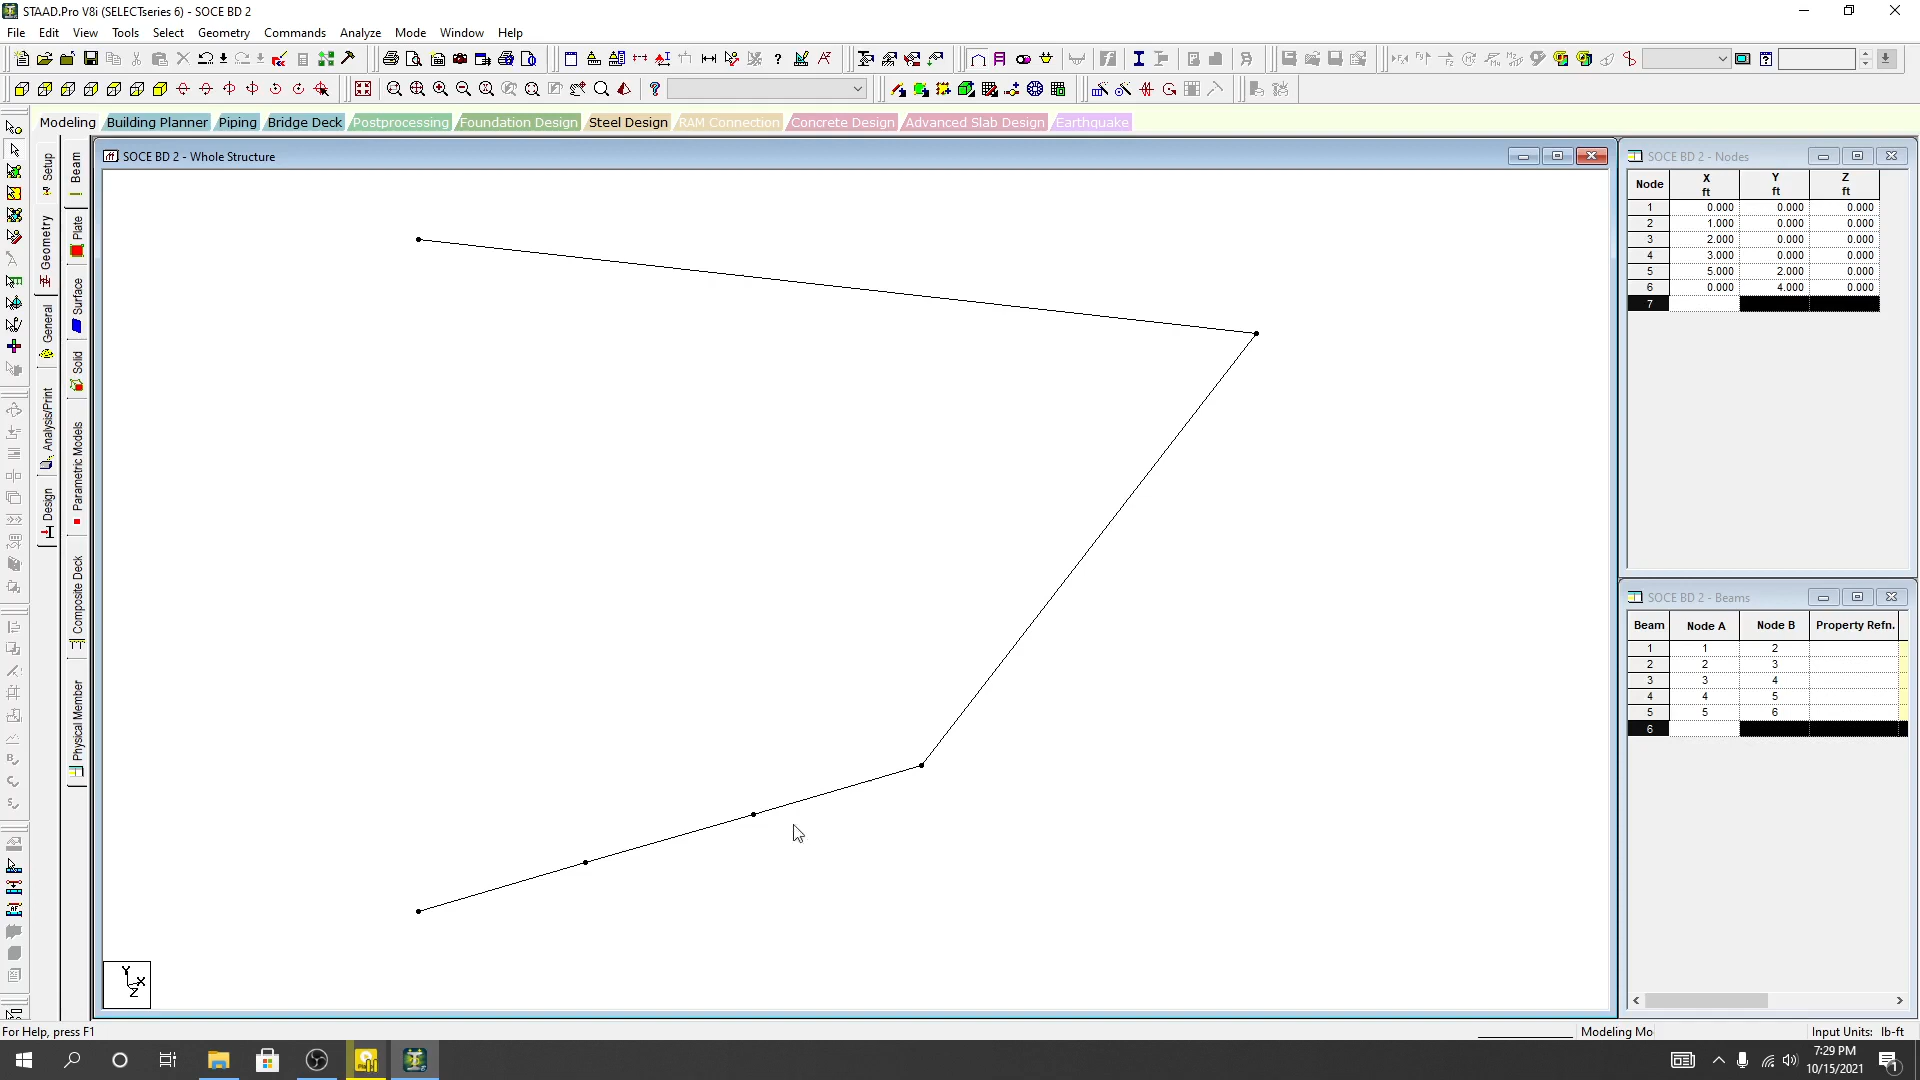 STAAD.Pro V8i (SELECTseries 6) - SOCE BD 2
File Edit View Tools Select Geometry Commands Analyze Mode Window Help
Modeling Building Planner Piping Bridge Deck Postprocessing Foundation Design Steel Design RAM Connection Concrete Design Advanced Slab Design Earthquake
Setup
Geometry
General
Analysis/Print
Design
Beam
Plate
Surface
Solid
Parametric Models
Composite Deck
Physical Member
SOCE BD 2 - Whole Structure
Y
X
Z
SOCE BD 2 - Nodes
Node X ft Y ft Z ft
1 0.000 0.000 0.000
2 1.000 0.000 0.000
3 2.000 0.000 0.000
4 3.000 0.000 0.000
5 5.000 2.000 0.000
6 0.000 4.000 0.000
7
SOCE BD 2 - Beams
Beam Node A Node B Property Refn.
1 1 2
2 2 3
3 3 4
4 4 5
5 5 6
6
For Help, press F1
Modeling Mo
Input Units: lb-ft
7:29 PM
10/15/2021
1